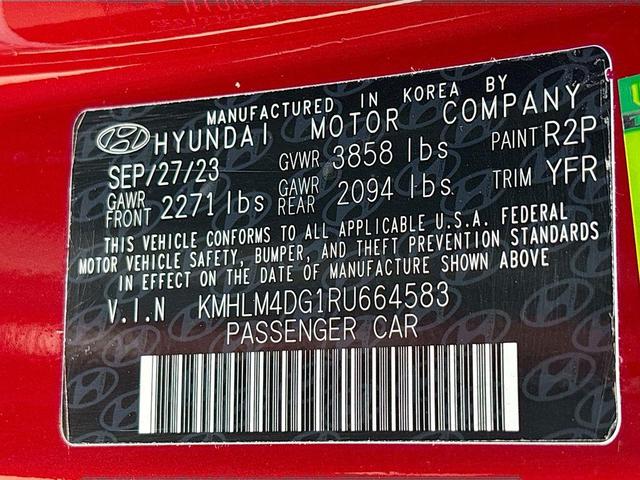 MANUFACTURED IN KOREA BY
HYUNDAI MOTOR COMPANY
SEP/27/23 GVWR 3858 lbs PAINT R2P
GAWR FRONT 2271 lbs GAWR REAR 2094 lbs. TRIM YFR
THIS VEHICLE CONFORMS TO ALL APPLICABLE U.S.A. FEDERAL
MOTOR VEHICLE SAFETY, BUMPER, AND THEFT PREVENTION STANDARDS
IN EFFECT ON THE DATE OF MANUFACTURE SHOWN ABOVE
V.I.N KMHLM4DG1RU664583
PASSENGER CAR